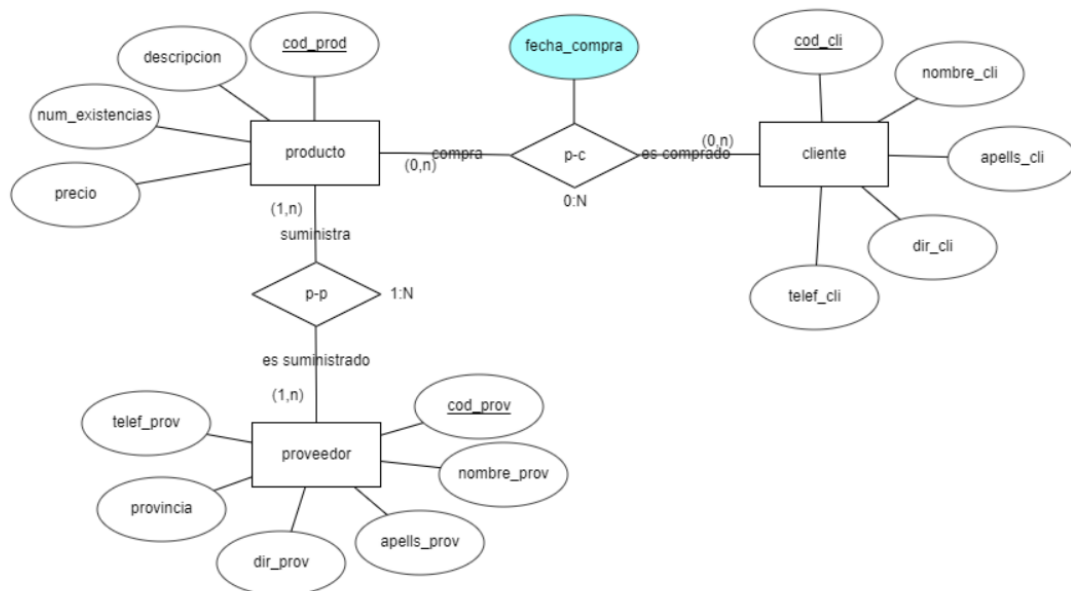 cod_prod
fecha_compra
cod_cli
descripcion
nombre_cli
num_existencias
producto
compra
(0,n)
p-c
es comprado
(0,n)
cliente
apells_cli
precio
0:N
(1,n)
suministra
dir_cli
p-p
1:N
telef_cli
es suministrado
(1,n)
cod_prov
telef_prov
proveedor
nombre_prov
provincia
apells_prov
dir_prov